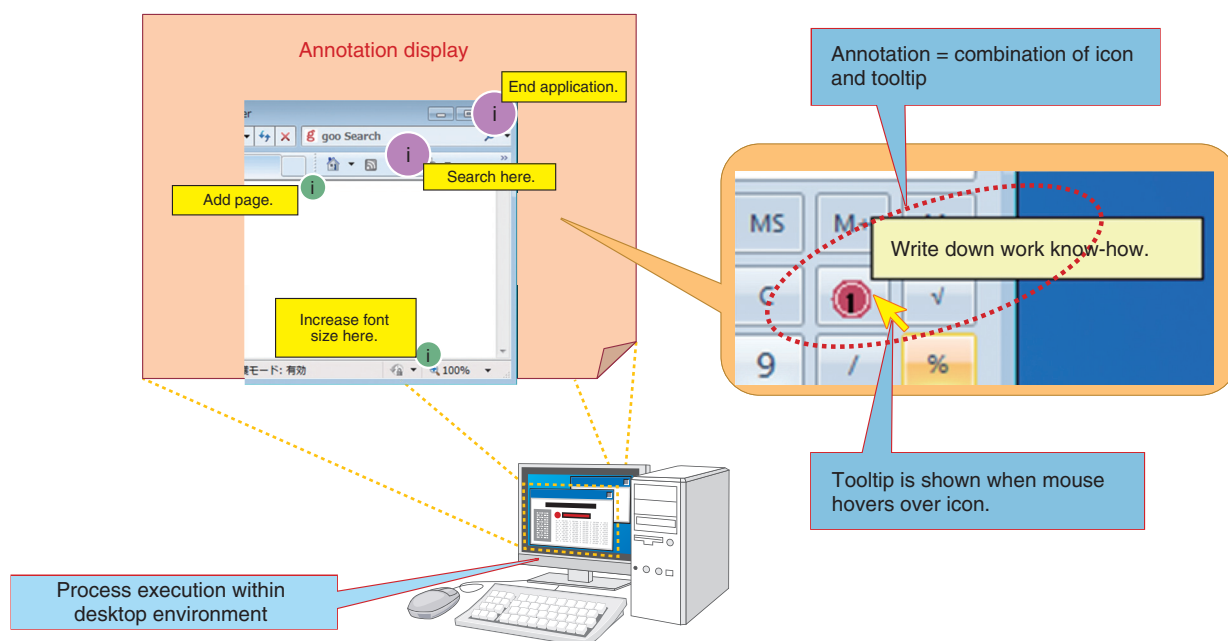 Annotation display
End application.
er
goo Search
Search here.
Add page.
Increase font
size here.
モード: 有効
100%
Annotation = combination of icon
and tooltip
MS
M+
Write down work know-how.
C
1
√
9
/
%
Tooltip is shown when mouse
hovers over icon.
Process execution within
desktop environment
i
i
i
i